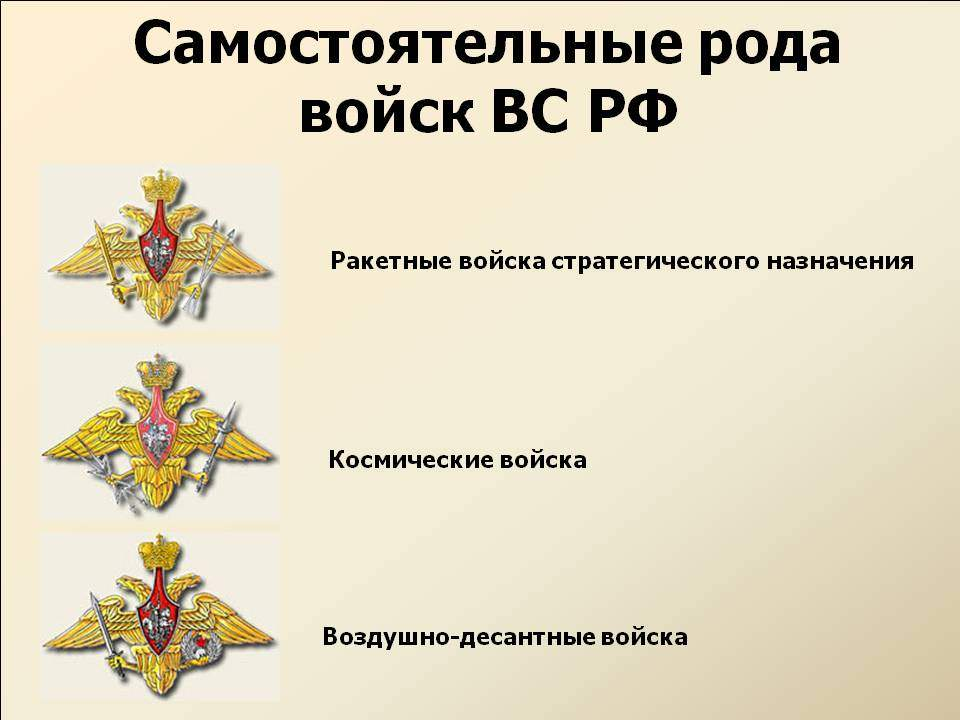 Самостоятельные рода
войск ВС РФ
Ракетные войска стратегического назначения
Космические войска
Воздушно-десантные войска